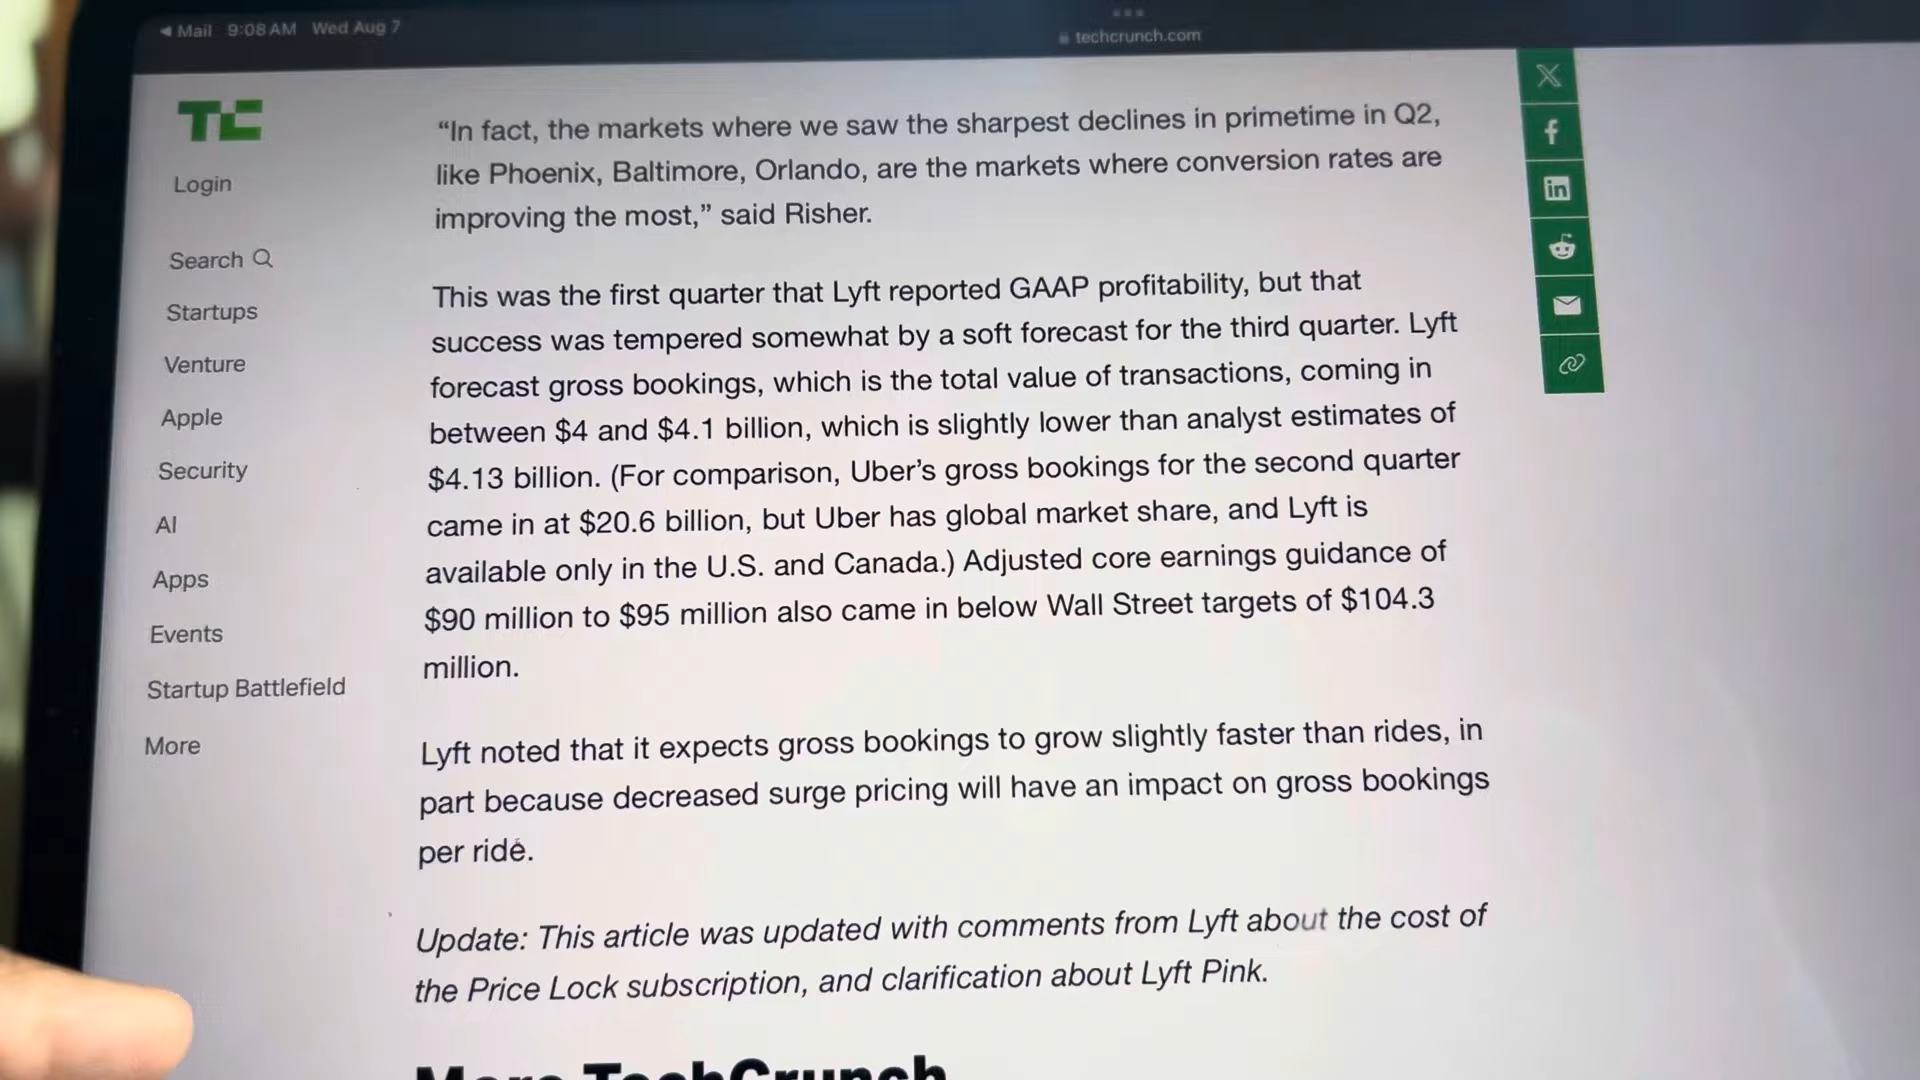 Mail 9:08 AM Wed Aug 7
techcrunch.com
TC
Login
Search
Startups
Venture
Apple
Security
AI
Apps
Events
Startup Battlefield
More
“In fact, the markets where we saw the sharpest declines in primetime in Q2,
like Phoenix, Baltimore, Orlando, are the markets where conversion rates are
improving the most,” said Risher.
This was the first quarter that Lyft reported GAAP profitability, but that
success was tempered somewhat by a soft forecast for the third quarter. Lyft
forecast gross bookings, which is the total value of transactions, coming in
between $4 and $4.1 billion, which is slightly lower than analyst estimates of
$4.13 billion. (For comparison, Uber’s gross bookings for the second quarter
came in at $20.6 billion, but Uber has global market share, and Lyft is
available only in the U.S. and Canada.) Adjusted core earnings guidance of
$90 million to $95 million also came in below Wall Street targets of $104.3
million.
Lyft noted that it expects gross bookings to grow slightly faster than rides, in
part because decreased surge pricing will have an impact on gross bookings
per ride.
Update: This article was updated with comments from Lyft about the cost of
the Price Lock subscription, and clarification about Lyft Pink.
More TechCrunch
X
f
in